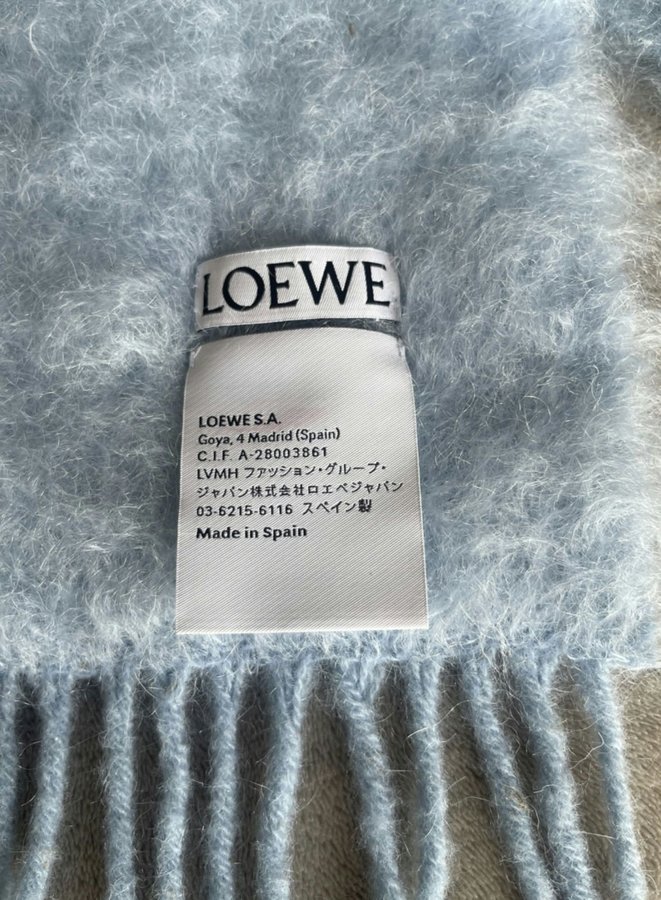 LOEWE
LOEWE S.A.
Goya, 4 Madrid (Spain)
C.I.F. A-28003861
LVMH ファッション・グループ・
ジャパン株式会社ロエベジャパン
03-6215-6116 スペイン製
Made in Spain